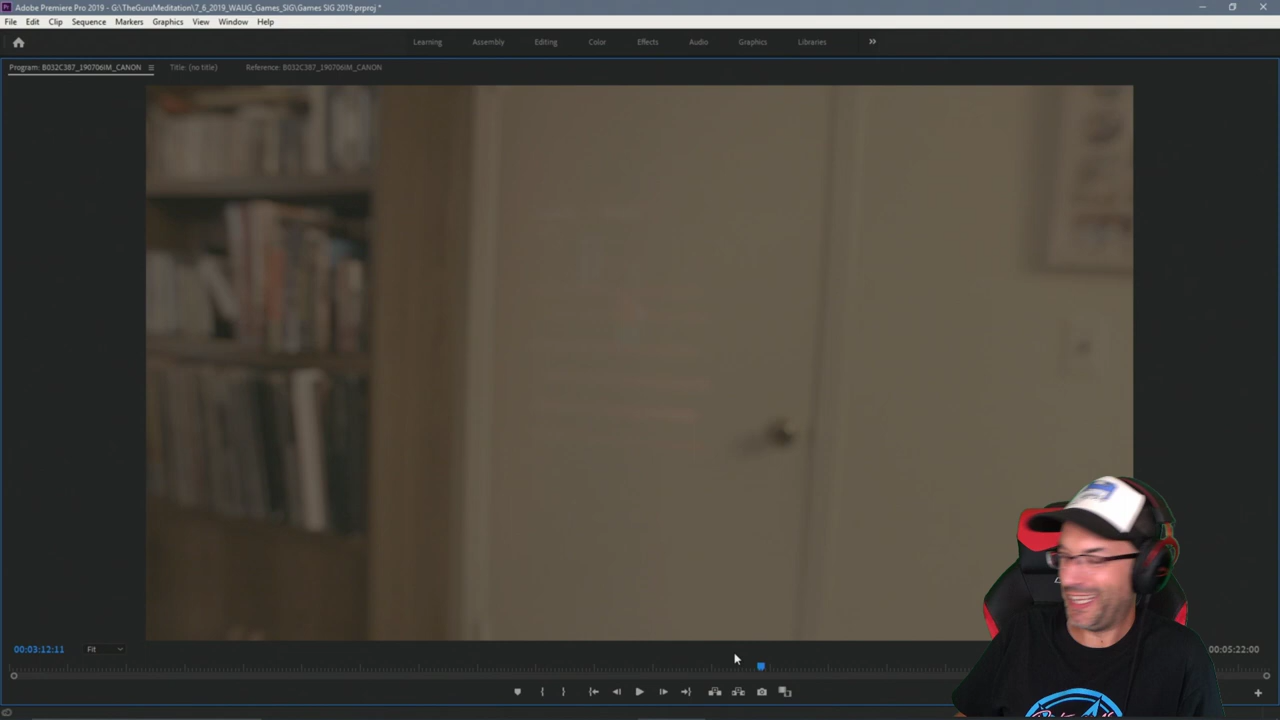 Adobe Premiere Pro 2019 - G:\TheGuruMeditation\7_6_2019_WAUG_Games_SIG\Games SIG 2019.prproj *
File Edit Clip Sequence Markers Graphics View Window Help
Learning Assembly Editing Color Effects Audio Graphics Libraries
Program: B032C387_190706IM_CANON Title: (no title) Reference: B032C387_190706IM_CANON
00:03:12:11 Fit 00:05:22:00